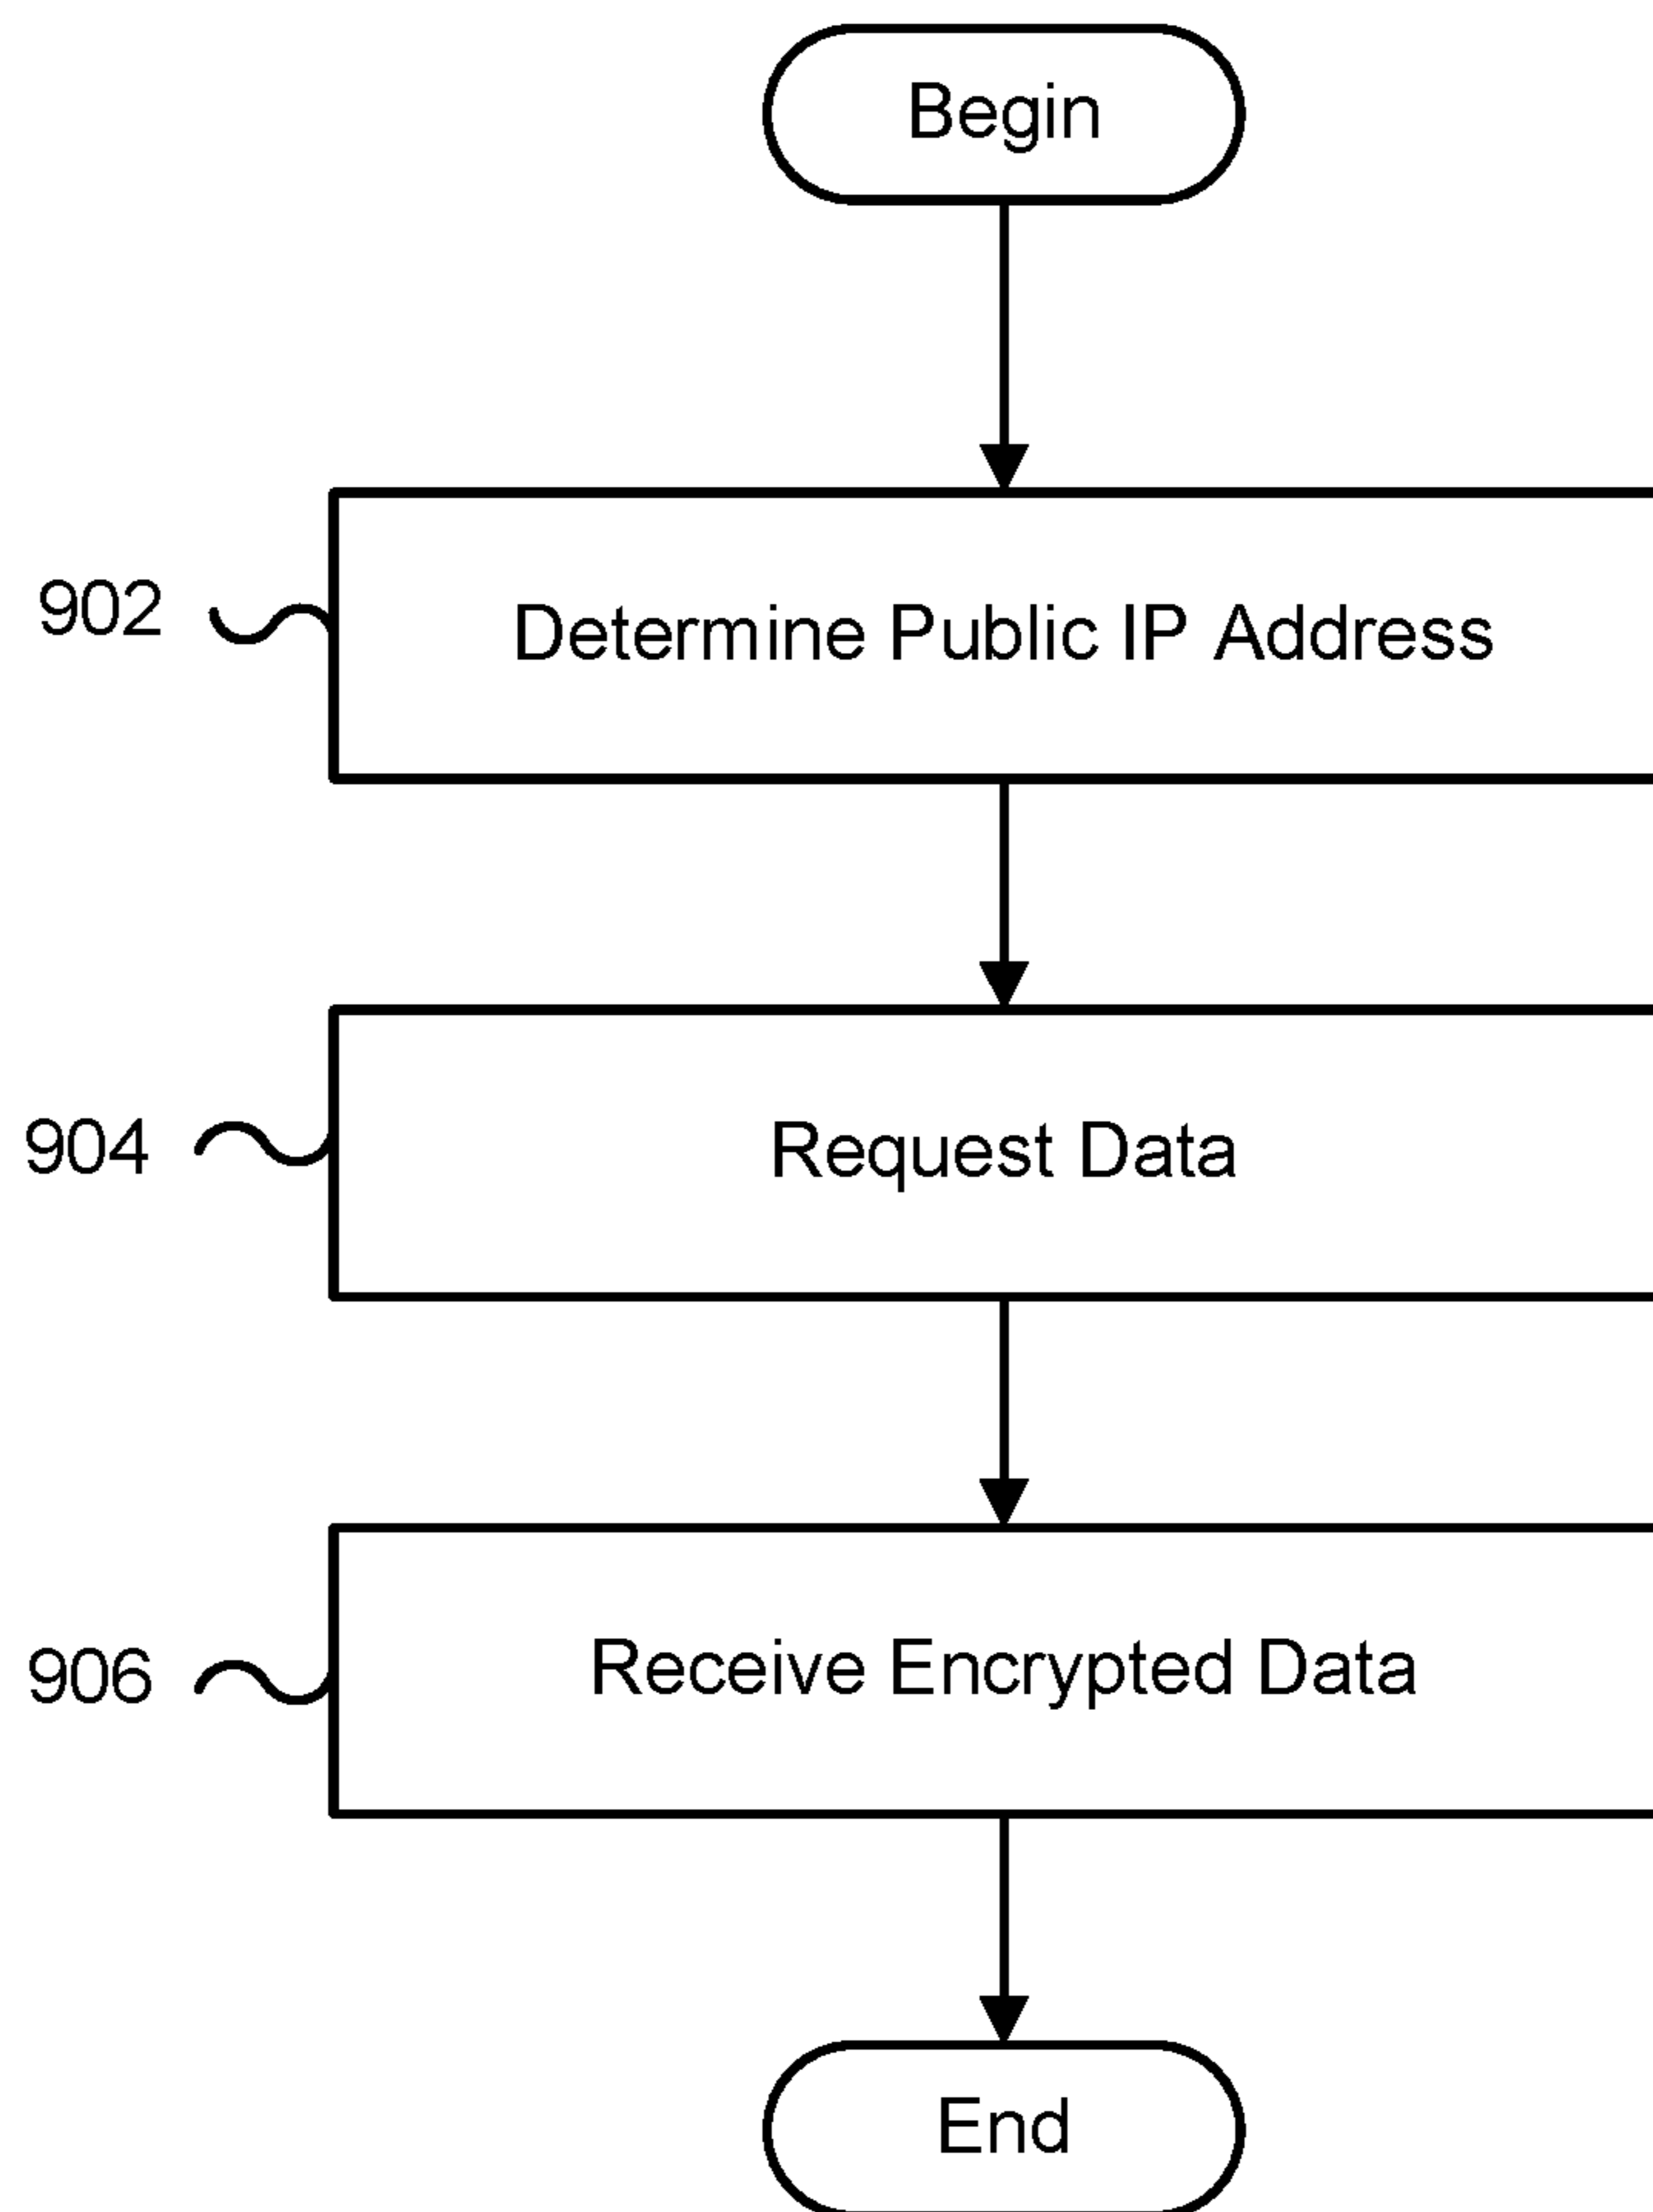 Begin
902
Determine Public IP Address
904
Request Data
906
Receive Encrypted Data
End